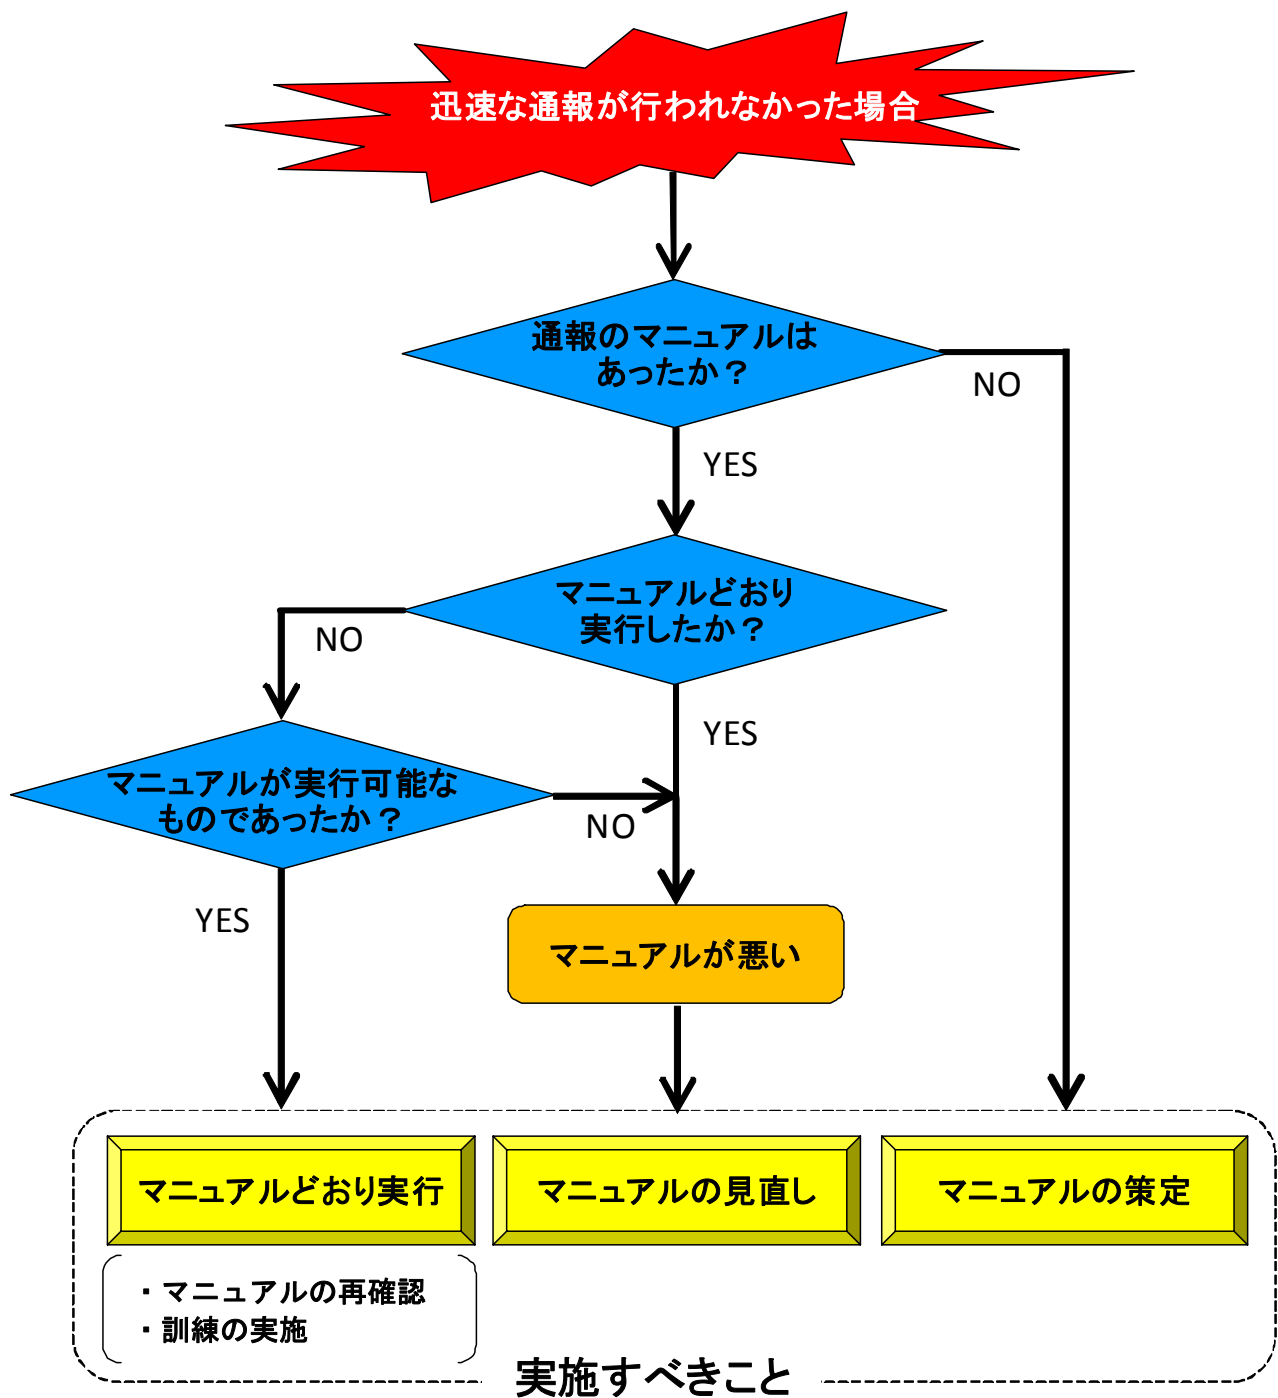 迅速な通報が行われなかった場合
通報のマニュアルは
あったか？
NO
YES
マニュアルどおり
実行したか？
NO
YES
マニュアルが実行可能な
ものであったか？
NO
YES
マニュアルが悪い
マニュアルどおり実行
マニュアルの見直し
マニュアルの策定
・マニュアルの再確認
・訓練の実施
実施すべきこと